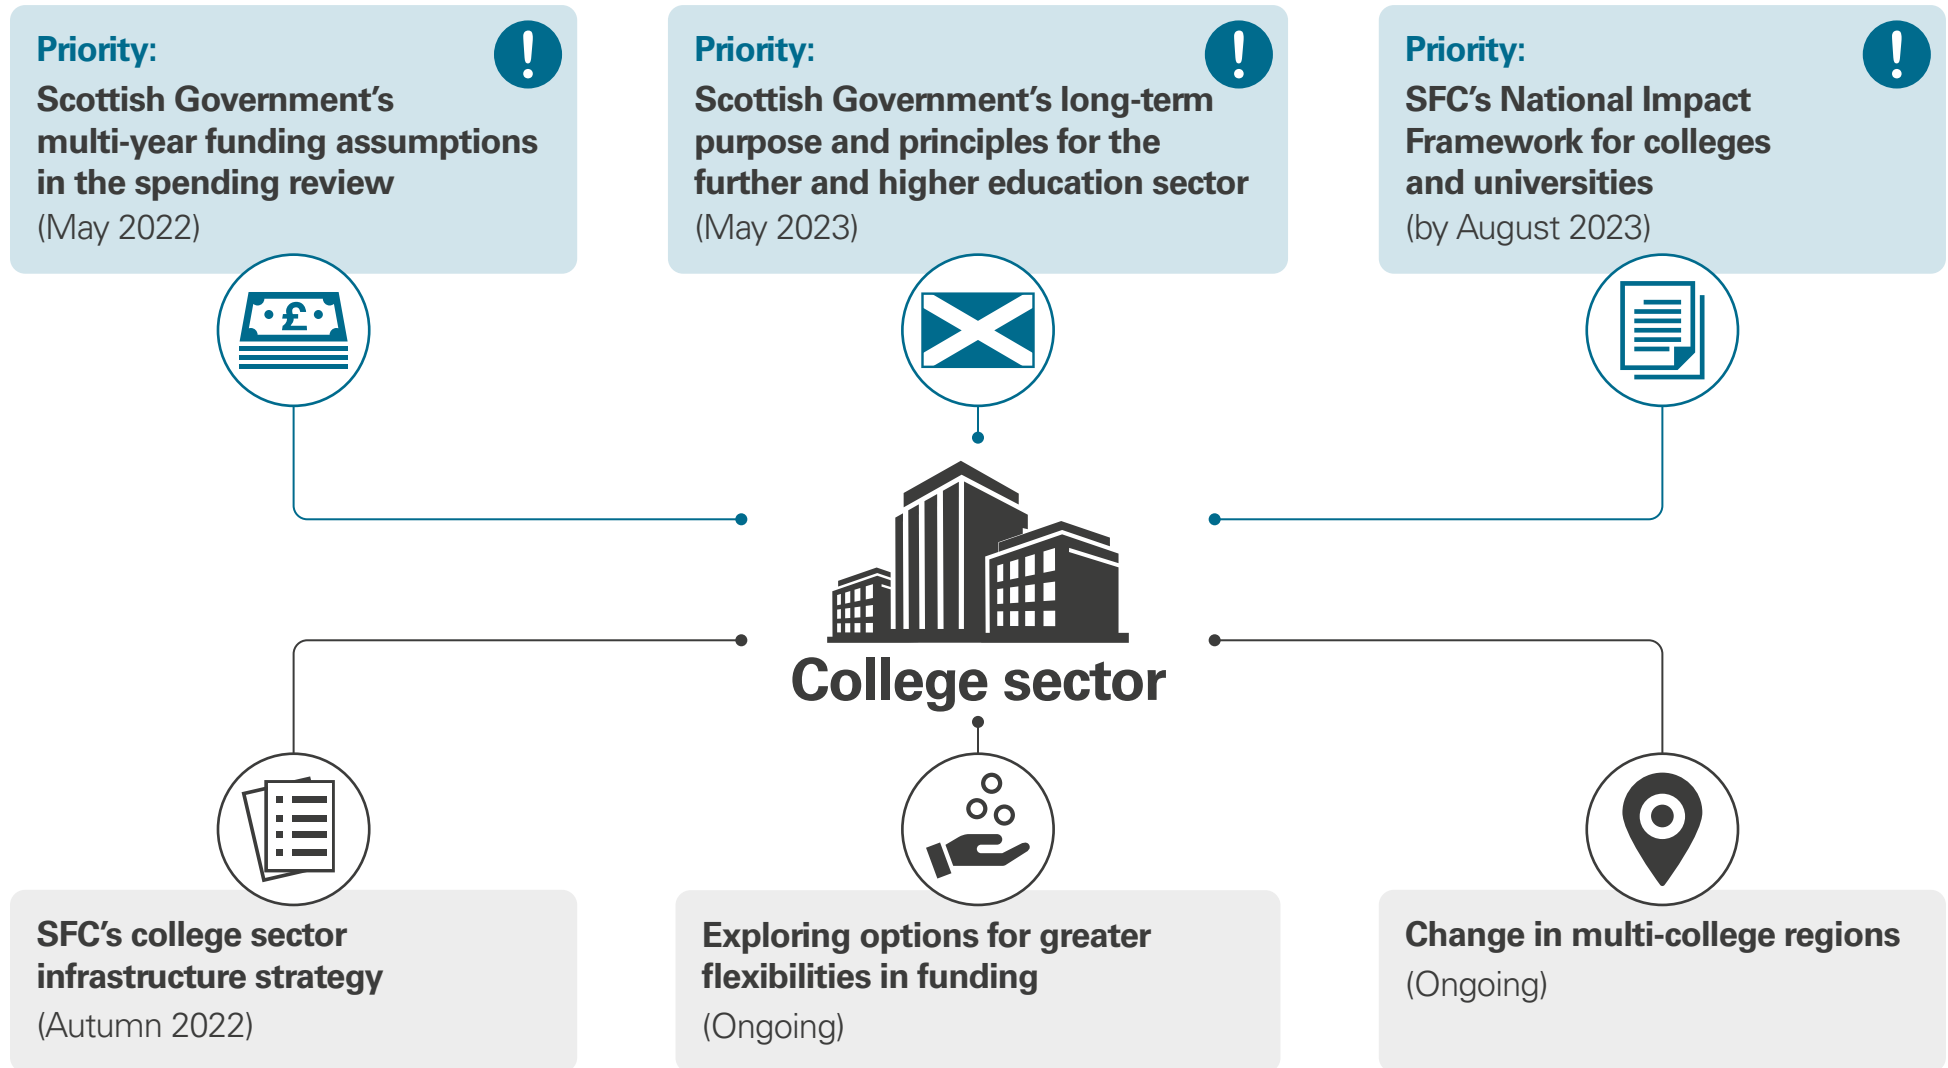 Priority:
Scottish Government’s
multi-year funding assumptions
in the spending review
(May 2022)
Priority:
Scottish Government’s long-term
purpose and principles for the
further and higher education sector
(May 2023)
Priority:
SFC’s National Impact
Framework for colleges
and universities
(by August 2023)
£
College sector
SFC’s college sector
infrastructure strategy
(Autumn 2022)
Exploring options for greater
flexibilities in funding
(Ongoing)
Change in multi-college regions
(Ongoing)